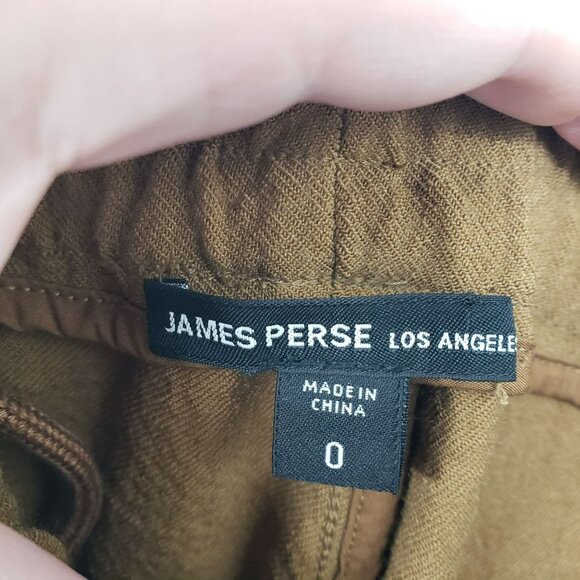 JAMES PERSE LOS ANGELE
MADE IN
CHINA
0